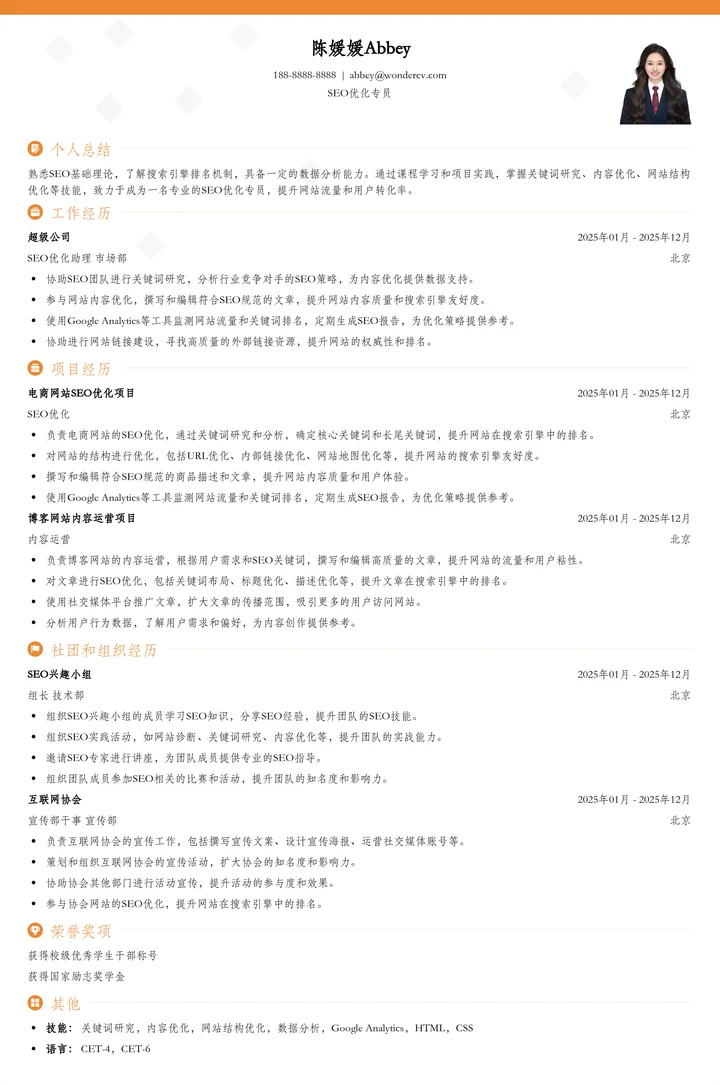 陈媛媛Abbey
188-8888-8888 | abbey@wondercv.com
SEO优化专员
个人总结
熟悉SEO基础理论，了解搜索引擎排名机制，具备一定的数据分析能力。通过课程学习和项目实践，掌握关键词研究、内容优化、网站结构
优化等技能，致力于成为一名专业的SEO优化专员，提升网站流量和用户转化率。
工作经历
超级公司 2025年01月 - 2025年12月
SEO优化助理 市场部 北京
• 协助SEO团队进行关键词研究，分析行业竞争对手的SEO策略，为内容优化提供数据支持。
• 参与网站内容优化，撰写和编辑符合SEO规范的文章，提升网站内容质量和搜索引擎友好度。
• 使用Google Analytics等工具监测网站流量和关键词排名，定期生成SEO报告，为优化策略提供参考。
• 协助进行网站链接建设，寻找高质量的外部链接资源，提升网站的权威性和排名。
项目经历
电商网站SEO优化项目 2025年01月 - 2025年12月
SEO优化 北京
• 负责电商网站的SEO优化，通过关键词研究和分析，确定核心关键词和长尾关键词，提升网站在搜索引擎中的排名。
• 对网站的结构进行优化，包括URL优化、内部链接优化、网站地图优化等，提升网站的搜索引擎友好度。
• 撰写和编辑符合SEO规范的商品描述和文章，提升网站内容质量和用户体验。
• 使用Google Analytics等工具监测网站流量和关键词排名，定期生成SEO报告，为优化策略提供参考。
博客网站内容运营项目 2025年01月 - 2025年12月
内容运营 北京
• 负责博客网站的内容运营，根据用户需求和SEO关键词，撰写和编辑高质量的文章，提升网站的流量和用户粘性。
• 对文章进行SEO优化，包括关键词布局、标题优化、描述优化等，提升文章在搜索引擎中的排名。
• 使用社交媒体平台推广文章，扩大文章的传播范围，吸引更多的用户访问网站。
• 分析用户行为数据，了解用户需求和偏好，为内容创作提供参考。
社团和组织经历
SEO兴趣小组 2025年01月 - 2025年12月
组长 技术部 北京
• 组织SEO兴趣小组的成员学习SEO知识，分享SEO经验，提升团队的SEO技能。
• 组织SEO实践活动，如网站诊断、关键词研究、内容优化等，提升团队的实战能力。
• 邀请SEO专家进行讲座，为团队成员提供专业的SEO指导。
• 组织团队成员参加SEO相关的比赛和活动，提升团队的知名度和影响力。
互联网协会 2025年01月 - 2025年12月
宣传部干事 宣传部 北京
• 负责互联网协会的宣传工作，包括撰写宣传文案、设计宣传海报、运营社交媒体账号等。
• 策划和组织互联网协会的宣传活动，扩大协会的知名度和影响力。
• 协助协会其他部门进行活动宣传，提升活动的参与度和效果。
• 参与协会网站的SEO优化，提升网站在搜索引擎中的排名。
荣誉奖项
获得校级优秀学生干部称号
获得国家励志奖学金
其他
• 技能： 关键词研究，内容优化，网站结构优化，数据分析，Google Analytics，HTML，CSS
• 语言： CET-4，CET-6